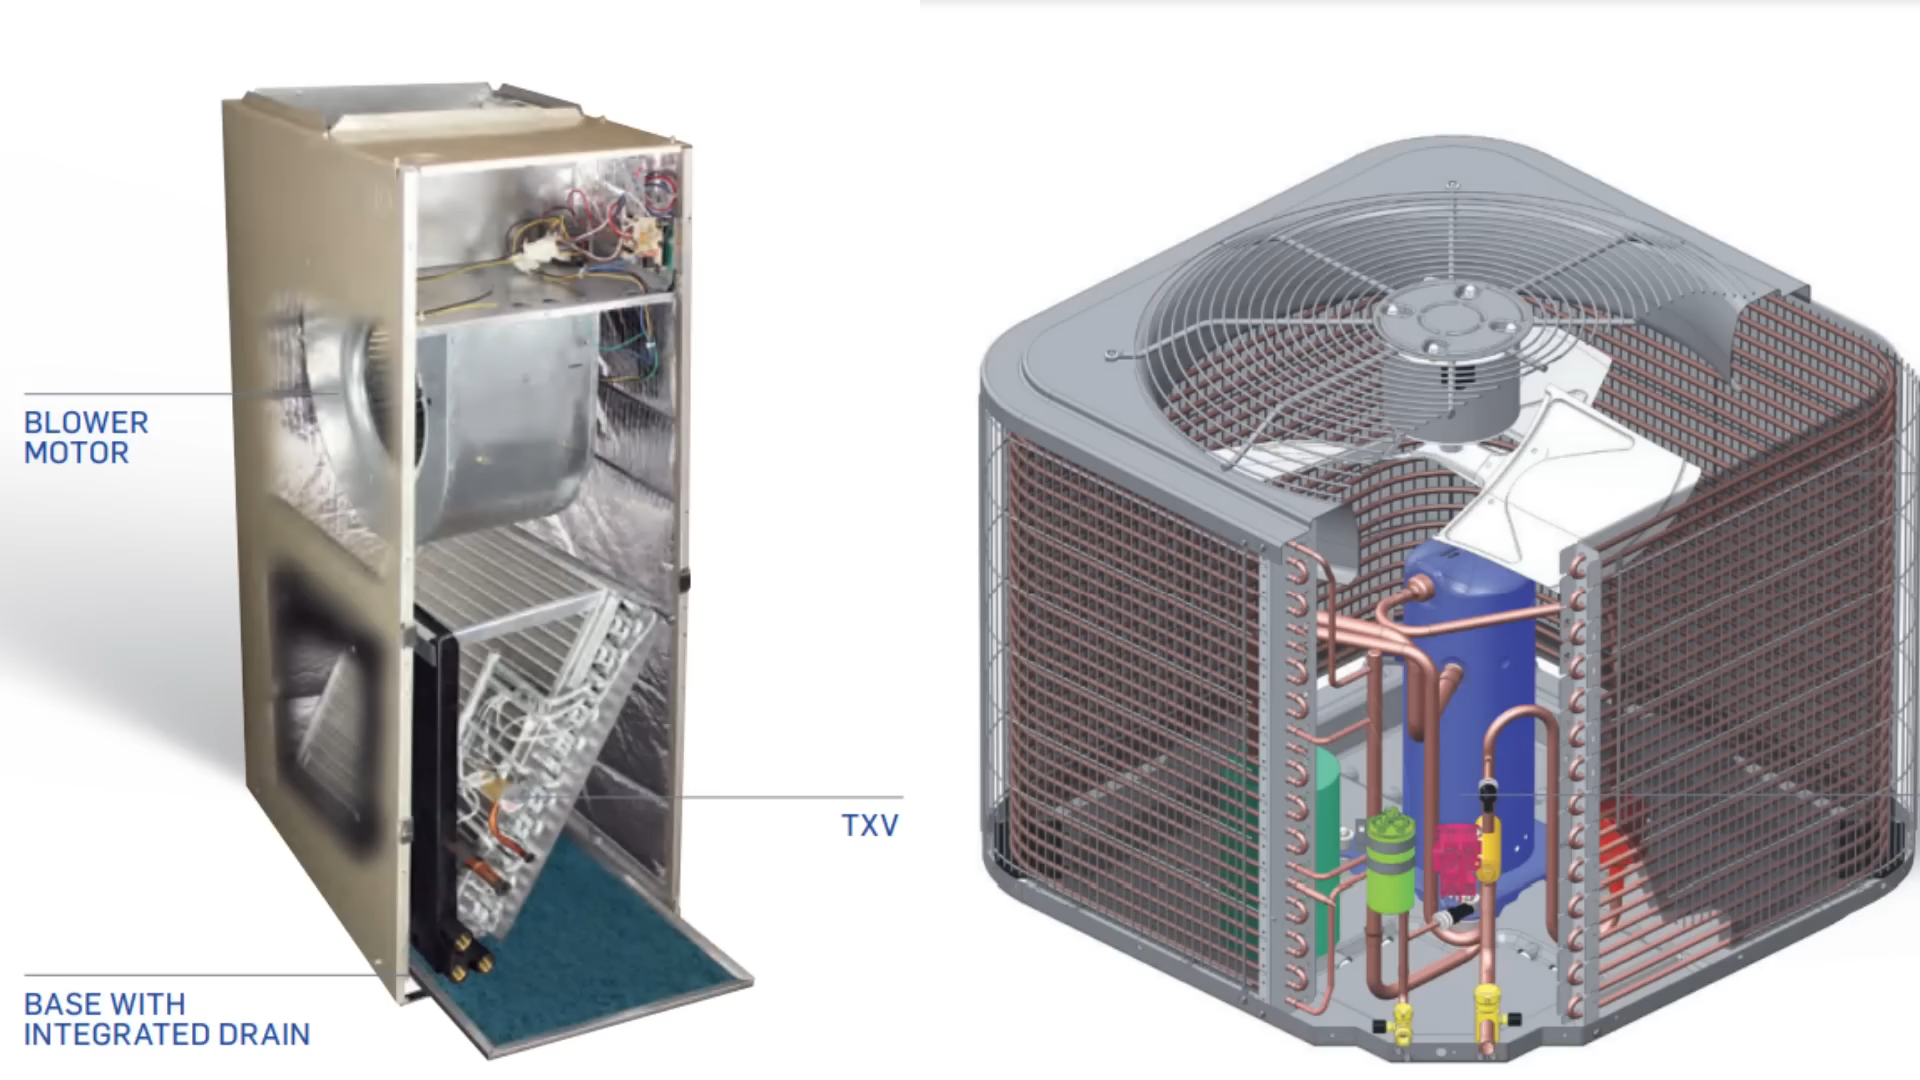 BLOWER
MOTOR
TXV
BASE WITH
INTEGRATED DRAIN